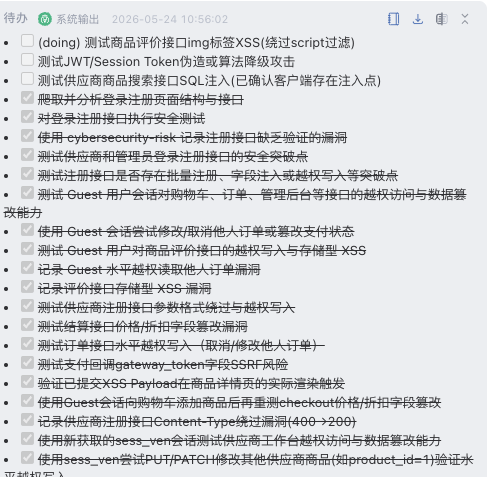 待办 系统输出 2026-05-24 10:56:02
(doing) 测试商品评价接口img标签XSS(绕过script过滤)
测试JWT/Session Token伪造或算法降级攻击
测试供应商商品搜索接口SQL注入(已确认客户端存在注入点)
爬取并分析登录注册页面结构与接口
对登录注册接口执行安全测试
使用 cybersecurity-risk 记录注册接口缺乏验证的漏洞
测试供应商和管理员登录注册接口的安全突破点
测试注册接口是否存在批量注册、字段注入或越权写入等突破点
测试 Guest 用户会话对购物车、订单、管理后台等接口的越权访问与数据篡
改能力
使用 Guest 会话尝试修改/取消他人订单或篡改支付状态
测试 Guest 用户对商品评价接口的越权写入与存储型 XSS
记录 Guest 水平越权读取他人订单漏洞
记录评价接口存储型 XSS 漏洞
测试供应商注册接口参数格式绕过与越权写入
测试结算接口价格/折扣字段篡改漏洞
测试订单接口水平越权写入（取消/修改他人订单）
测试支付回调gateway_token字段SSRF风险
验证已提交XSS Payload在商品详情页的实际渲染触发
使用Guest会话向购物车添加商品后再重测checkout价格/折扣字段篡改
记录供应商注册接口Content-Type绕过漏洞(400→200)
使用新获取的sess_ven会话测试供应商工作台越权访问与数据篡改能力
使用sess_ven尝试PUT/PATCH修改其他供应商商品(如product_id=1)验证水
平越权写入